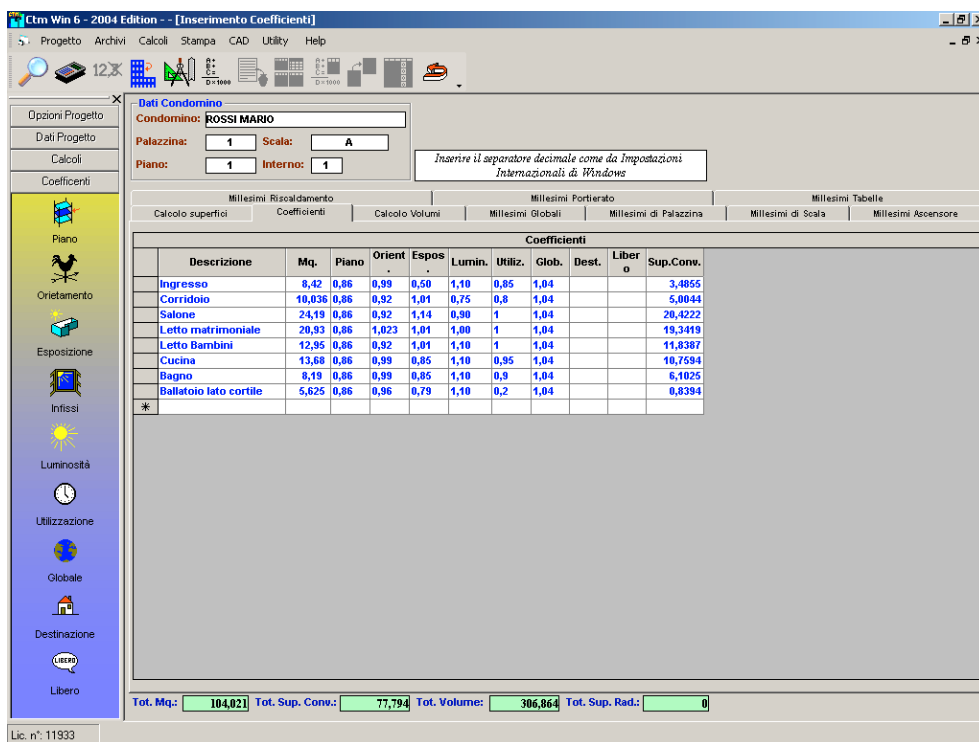 Ctm Win 6 - 2004 Edition - - [Inserimento Coefficienti]
Progetto Archivi Calcoli Stampa CAD Utility Help
Opzioni Progetto
Dati Progetto
Calcoli
Coefficenti
Piano
Orietamento
Esposizione
Infissi
Luminosità
Utilizzazione
Globale
Destinazione
LIBERO
Libero
Dati Condomino
Condomino: ROSSI MARIO
Palazzina: 1 Scala: A
Piano: 1 Interno: 1
Inserire il separatore decimale come da Impostazioni
Internazionali di Windows
Millesimi Riscaldamento Millesimi Portierato Millesimi Tabelle
Calcolo superfici Coefficienti Calcolo Volumi Millesimi Globali Millesimi di Palazzina Millesimi di Scala Millesimi Ascensore
Coefficienti
Descrizione Mq. Piano Orient. Espos. Lumin. Utiliz. Glob. Dest. Libero Sup.Conv.
Ingresso 8,42 0,86 0,99 0,50 1,10 0,85 1,04 3,4855
Corridoio 10,036 0,86 0,92 1,01 0,75 0,8 1,04 5,0044
Salone 24,19 0,86 0,92 1,14 0,90 1 1,04 20,4222
Letto matrimoniale 20,93 0,86 1,023 1,01 1,00 1 1,04 19,3419
Letto Bambini 12,95 0,86 0,92 1,01 1,10 1 1,04 11,8387
Cucina 13,68 0,86 0,99 0,85 1,10 0,95 1,04 10,7594
Bagno 8,19 0,86 0,99 0,85 1,10 0,9 1,04 6,1025
Ballatoio lato cortile 5,625 0,86 0,96 0,79 1,10 0,2 1,04 0,8394
Tot. Mq.: 104,021 Tot. Sup. Conv.: 77,794 Tot. Volume: 306,864 Tot. Sup. Rad.: 0
Lic. n°: 11933